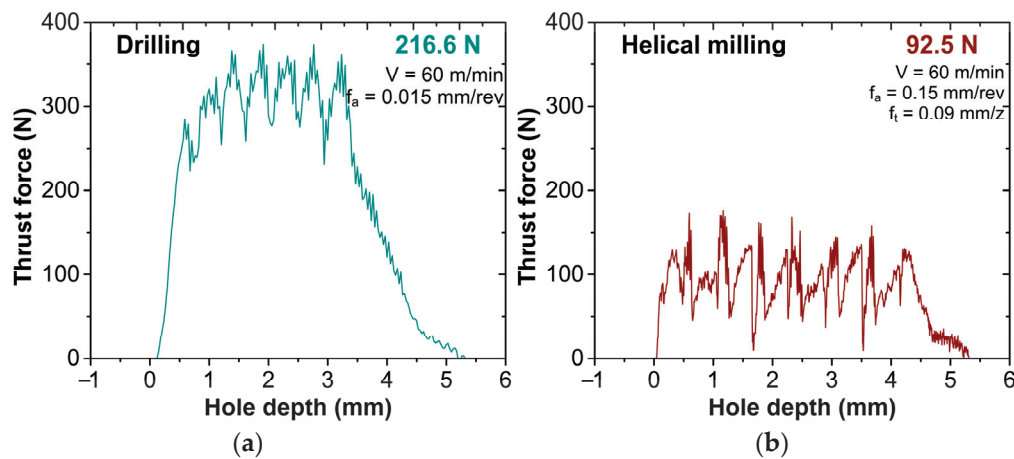 Drilling 216.6 N
V = 60 m/min
fₐ = 0.015 mm/rev
400
300
200
100
0
Thrust force (N)
−1 0 1 2 3 4 5 6
Hole depth (mm)
(a)
Helical milling 92.5 N
V = 60 m/min
fₐ = 0.15 mm/rev
fₜ = 0.09 mm/z
400
300
200
100
0
Thrust force (N)
−1 0 1 2 3 4 5 6
Hole depth (mm)
(b)